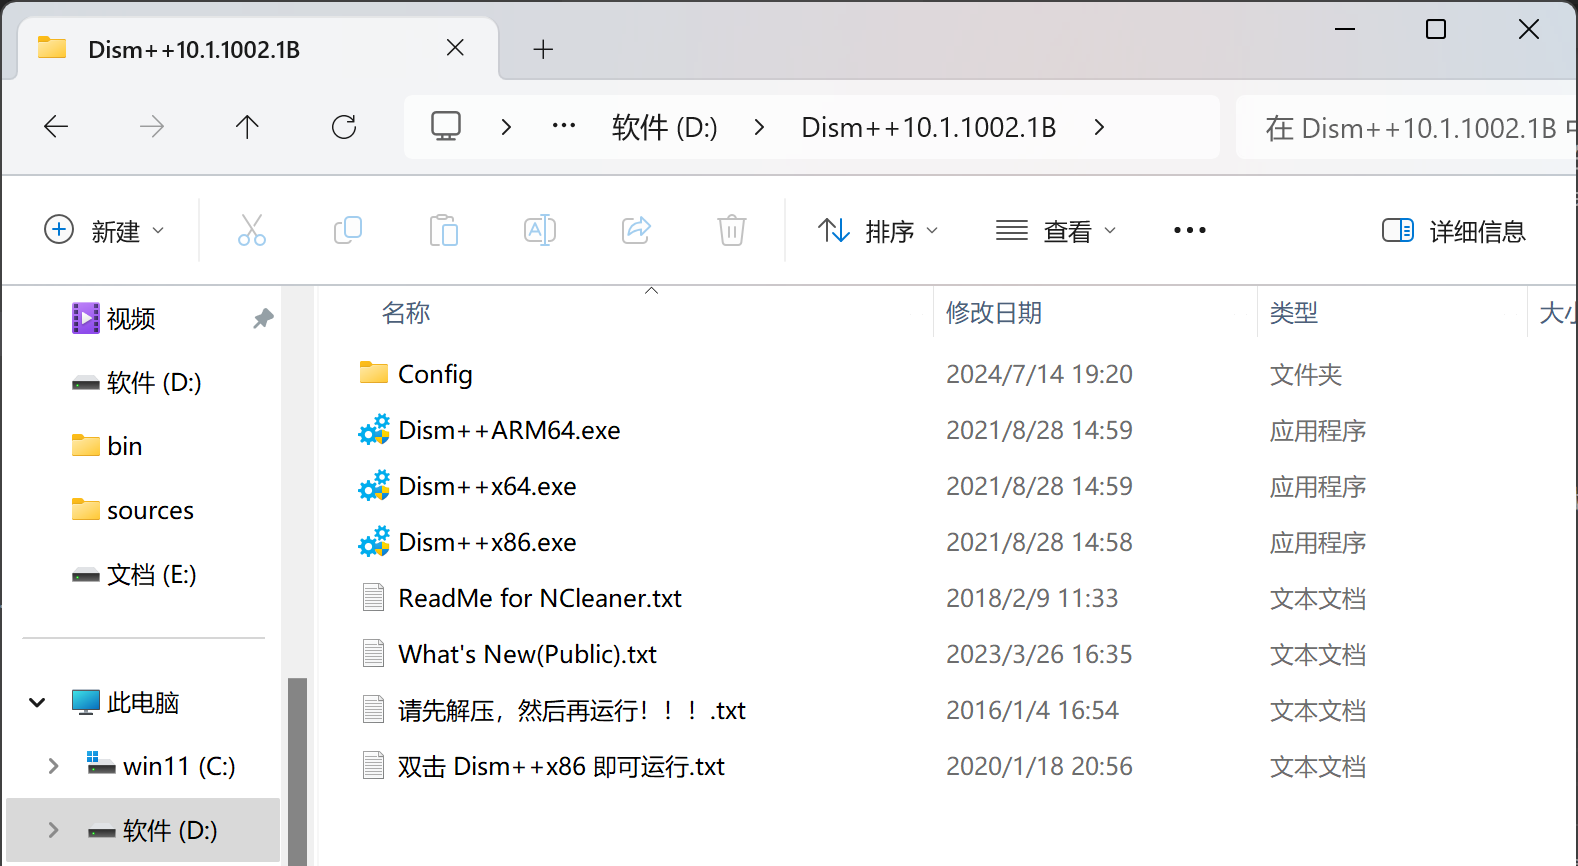 Dism++10.1.1002.1B
软件 (D:) Dism++10.1.1002.1B
在 Dism++10.1.1002.1B
新建 排序 查看 详细信息
视频
软件 (D:)
bin
sources
文档 (E:)
此电脑
win11 (C:)
软件 (D:)
名称 修改日期 类型 大小
Config 2024/7/14 19:20 文件夹
Dism++ARM64.exe 2021/8/28 14:59 应用程序
Dism++x64.exe 2021/8/28 14:59 应用程序
Dism++x86.exe 2021/8/28 14:58 应用程序
ReadMe for NCleaner.txt 2018/2/9 11:33 文本文档
What's New(Public).txt 2023/3/26 16:35 文本文档
请先解压，然后再运行！！！.txt 2016/1/4 16:54 文本文档
双击 Dism++x86 即可运行.txt 2020/1/18 20:56 文本文档